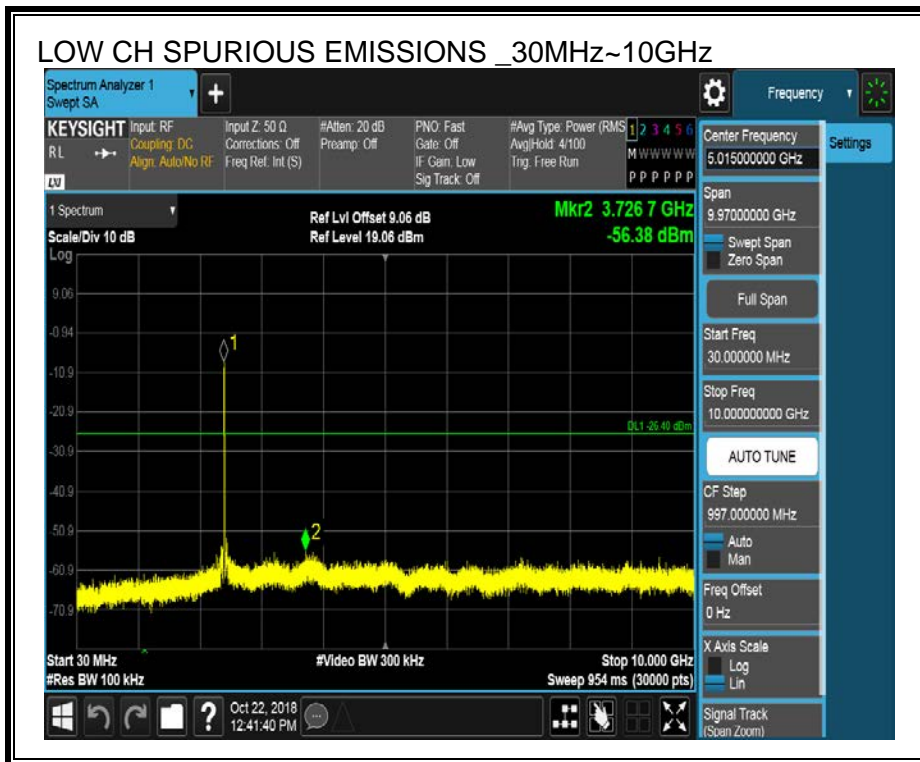 LOW CH SPURIOUS EMISSIONS _30MHz~10GHz
Spectrum Analyzer 1
Swept SA
+
Frequency
KEYSIGHT
RL
LXI
Input: RF
Coupling: DC
Align: Auto/No RF
Input Z: 50 Ω
Corrections: Off
Freq Ref: Int (S)
#Atten: 20 dB
Preamp: Off
PNO: Fast
Gate: Off
IF Gain: Low
Sig Track: Off
#Avg Type: Power (RMS
Avg|Hold: 4/100
Trig: Free Run
1 2 3 4 5 6
M W W W W W
P P P P P P
1 Spectrum
Scale/Div 10 dB
Log
Ref Lvl Offset 9.06 dB
Ref Level 19.06 dBm
Mkr2 3.726 7 GHz
-56.38 dBm
9.06
-0.94
-10.9
-20.9
-30.9
-40.9
-50.9
-60.9
-70.9
1
2
DL1 -26.40 dBm
Start 30 MHz
#Res BW 100 kHz
#Video BW 300 kHz
Stop 10.000 GHz
Sweep 954 ms (30000 pts)
?
Oct 22, 2018
12:41:40 PM
Center Frequency
5.015000000 GHz
Settings
Span
9.97000000 GHz
Swept Span
Zero Span
Full Span
Start Freq
30.000000 MHz
Stop Freq
10.000000000 GHz
AUTO TUNE
CF Step
997.000000 MHz
Auto
Man
Freq Offset
0 Hz
X Axis Scale
Log
Lin
Signal Track
(Span Zoom)